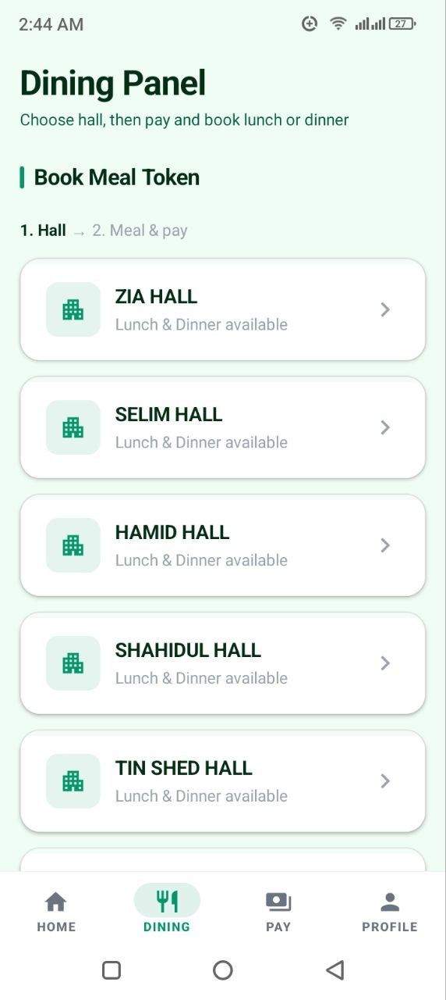 2:44 AM
27
Dining Panel
Choose hall, then pay and book lunch or dinner
Book Meal Token
1. Hall → 2. Meal & pay
ZIA HALL
Lunch & Dinner available
SELIM HALL
Lunch & Dinner available
HAMID HALL
Lunch & Dinner available
SHAHIDUL HALL
Lunch & Dinner available
TIN SHED HALL
Lunch & Dinner available
HOME
DINING
PAY
PROFILE